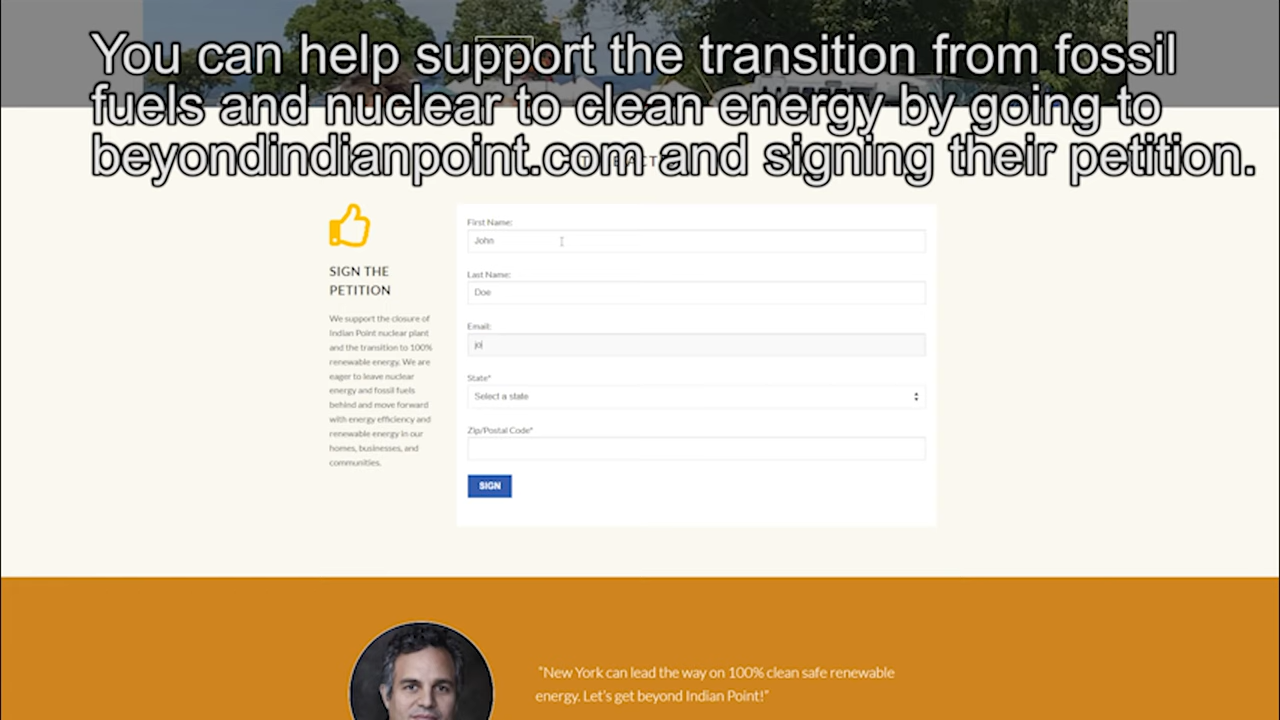 You can help support the transition from fossil
fuels and nuclear to clean energy by going to
beyondindianpoint.com and signing their petition.
SIGN THE
PETITION
We support the closure of
Indian Point nuclear plant
and the transition to 100%
renewable energy. We are
eager to leave nuclear
energy and fossil fuels
behind and move forward
with energy efficiency and
renewable energy in our
homes, businesses, and
communities.
First Name:
John
Last Name:
Doe
Email:
jo
State*
Select a state
Zip/Postal Code*
SIGN
“New York can lead the way on 100% clean safe renewable
energy. Let’s get beyond Indian Point!”